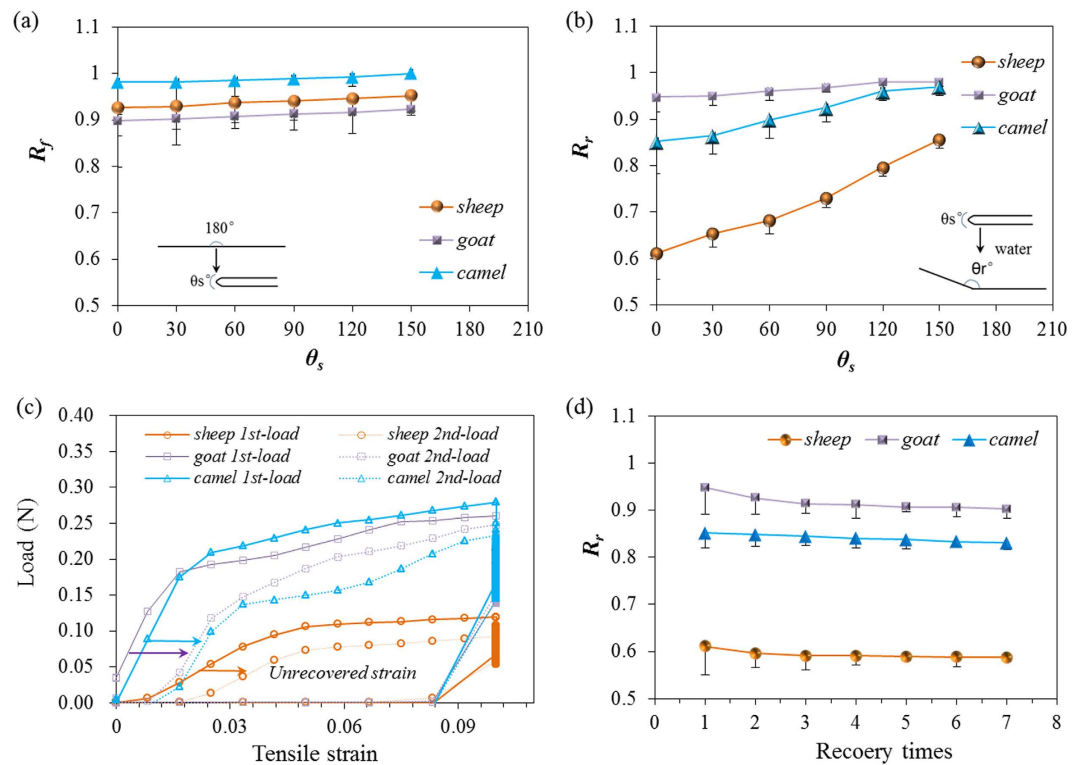 (a)
1.1
1
0.9
0.8
0.7
0.6
0.5
R_f
sheep
goat
camel
180°
θs°
0 30 60 90 120 150 180 210
θ_s
(b)
1.1
1
0.9
0.8
0.7
0.6
0.5
R_r
sheep
goat
camel
θs°
water
θr°
0 30 60 90 120 150 180 210
θ_s
(c)
0.40
0.35
0.30
0.25
0.20
0.15
0.10
0.05
0.00
Load (N)
sheep 1st-load sheep 2nd-load
goat 1st-load goat 2nd-load
camel 1st-load camel 2nd-load
Unrecovered strain
0 0.03 0.06 0.09
Tensile strain
(d)
1.1
1
0.9
0.8
0.7
0.6
0.5
R_r
sheep goat camel
0 1 2 3 4 5 6 7 8
Recoery times